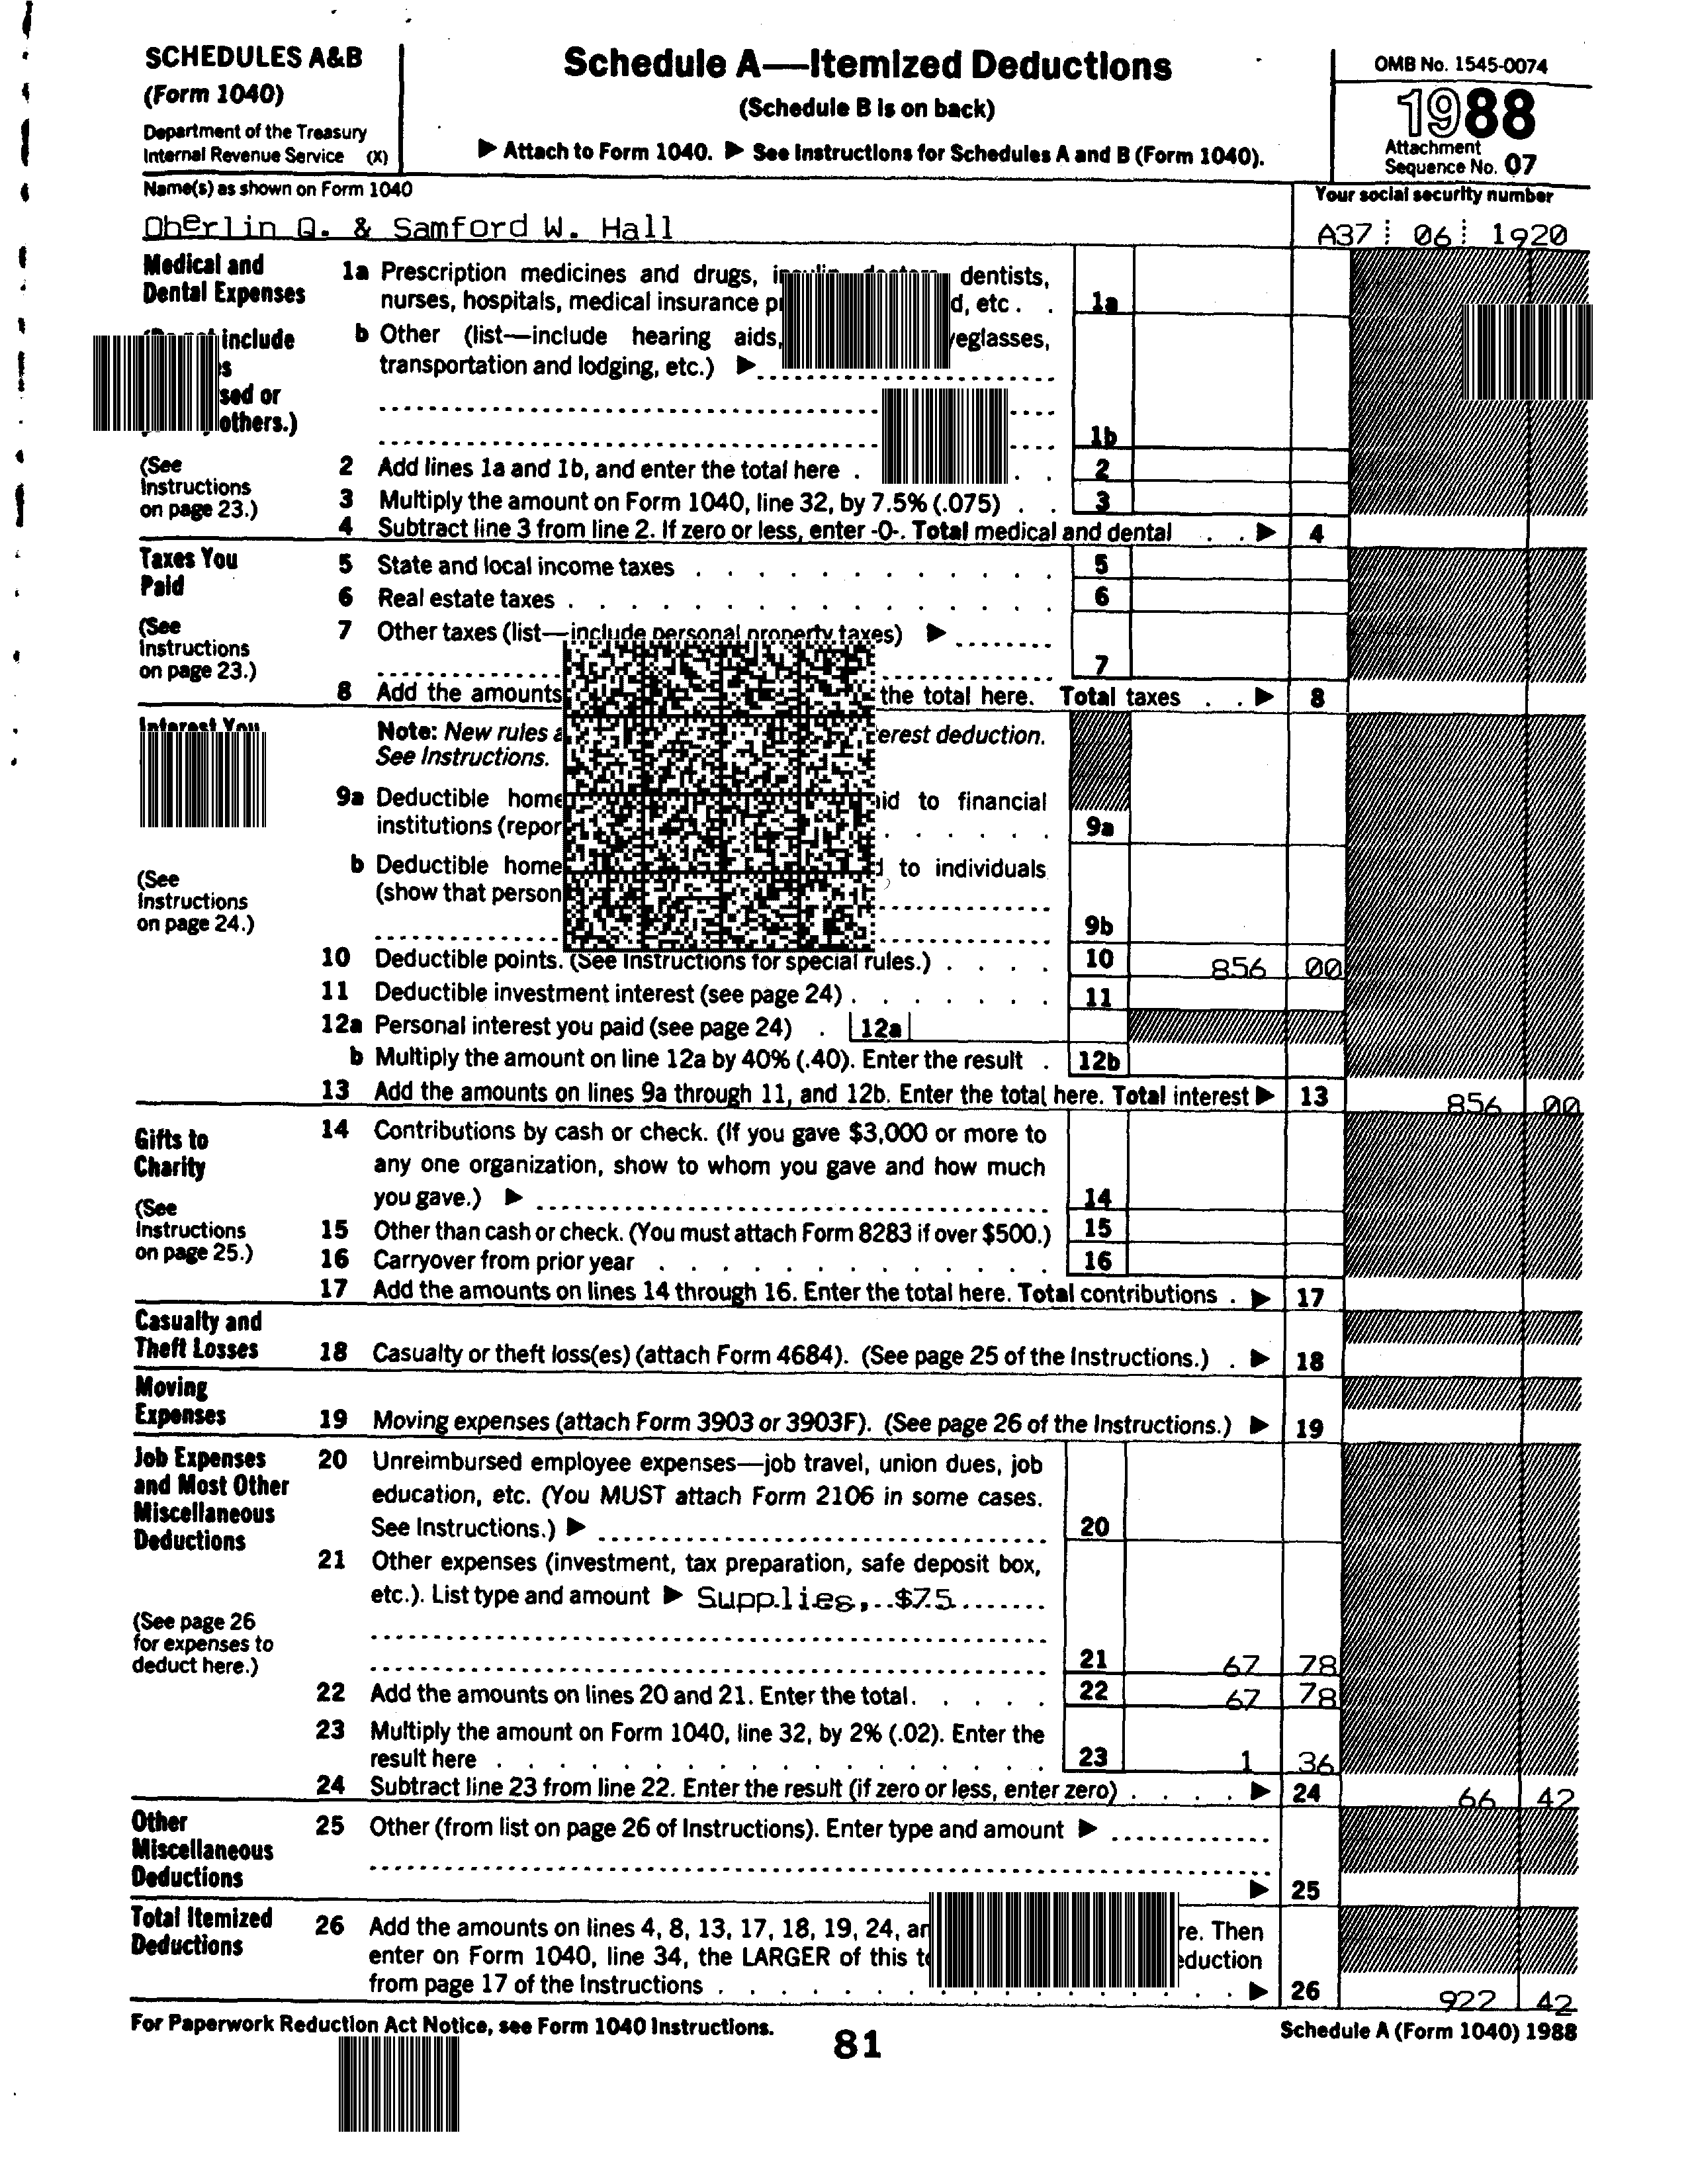 SCHEDULES A&B
(Form 1040)
Department of the Treasury
Internal Revenue Service (X)
Schedule A—Itemized Deductions
(Schedule B is on back)
▶ Attach to Form 1040. ▶ See Instructions for Schedules A and B (Form 1040).
OMB No. 1545-0074
1988
Attachment
Sequence No. 07
Name(s) as shown on Form 1040
Your social security number
Oberlin Q. & Samford W. Hall
A37 06 1920
Medical and
Dental Expenses
include
sed or
others.)
(See
Instructions
on page 23.)
1a Prescription medicines and drugs, dentists,
nurses, hospitals, medical insurance d, etc . . 1a
b Other (list—include hearing aids, eyeglasses,
transportation and lodging, etc.) ▶
1b
2 Add lines 1a and 1b, and enter the total here . . . 2
3 Multiply the amount on Form 1040, line 32, by 7.5% (.075) . . 3
4 Subtract line 3 from line 2. If zero or less, enter -0-. Total medical and dental . . ▶ 4
Taxes You
Paid
(See
Instructions
on page 23.)
5 State and local income taxes . . . . . . . . . . . . 5
6 Real estate taxes . . . . . . . . . . . . . . . . 6
7 Other taxes (list—include personal property taxes) ▶
7
8 Add the amounts the total here. Total taxes . . ▶ 8
Interest You
(See
Instructions
on page 24.)
Note: New rules erest deduction.
See Instructions.
9a Deductible home id to financial
institutions (repor . . . . . . 9a
b Deductible home to individuals
(show that person
9b
10 Deductible points. (See Instructions for special rules.) . . . . 10 856 00
11 Deductible investment interest (see page 24) . . . . . . . 11
12a Personal interest you paid (see page 24) . 12a
b Multiply the amount on line 12a by 40% (.40). Enter the result . 12b
13 Add the amounts on lines 9a through 11, and 12b. Enter the total here. Total interest ▶ 13 856 00
Gifts to
Charity
(See
Instructions
on page 25.)
14 Contributions by cash or check. (If you gave $3,000 or more to
any one organization, show to whom you gave and how much
you gave.) ▶ 14
15 Other than cash or check. (You must attach Form 8283 if over $500.) 15
16 Carryover from prior year . . . . . . . . . . . . . 16
17 Add the amounts on lines 14 through 16. Enter the total here. Total contributions . ▶ 17
Casualty and
Theft Losses
18 Casualty or theft loss(es) (attach Form 4684). (See page 25 of the Instructions.) . ▶ 18
Moving
Expenses
19 Moving expenses (attach Form 3903 or 3903F). (See page 26 of the Instructions.) ▶ 19
Job Expenses
and Most Other
Miscellaneous
Deductions
(See page 26
for expenses to
deduct here.)
20 Unreimbursed employee expenses—job travel, union dues, job
education, etc. (You MUST attach Form 2106 in some cases.
See Instructions.) ▶ 20
21 Other expenses (investment, tax preparation, safe deposit box,
etc.). List type and amount ▶ Supplies, $75
21 67 78
22 Add the amounts on lines 20 and 21. Enter the total. . . . . 22 67 78
23 Multiply the amount on Form 1040, line 32, by 2% (.02). Enter the
result here . . . . . . . . . . . . . . . . . . 23 1 36
24 Subtract line 23 from line 22. Enter the result (if zero or less, enter zero) . . . . ▶ 24 66 42
Other
Miscellaneous
Deductions
25 Other (from list on page 26 of Instructions). Enter type and amount ▶
▶ 25
Total Itemized
Deductions
26 Add the amounts on lines 4, 8, 13, 17, 18, 19, 24, re. Then
enter on Form 1040, line 34, the LARGER of this eduction
from page 17 of the Instructions . . . . . . . . . . . . . . . . ▶ 26 922 42
For Paperwork Reduction Act Notice, see Form 1040 Instructions.
81
Schedule A (Form 1040) 1988